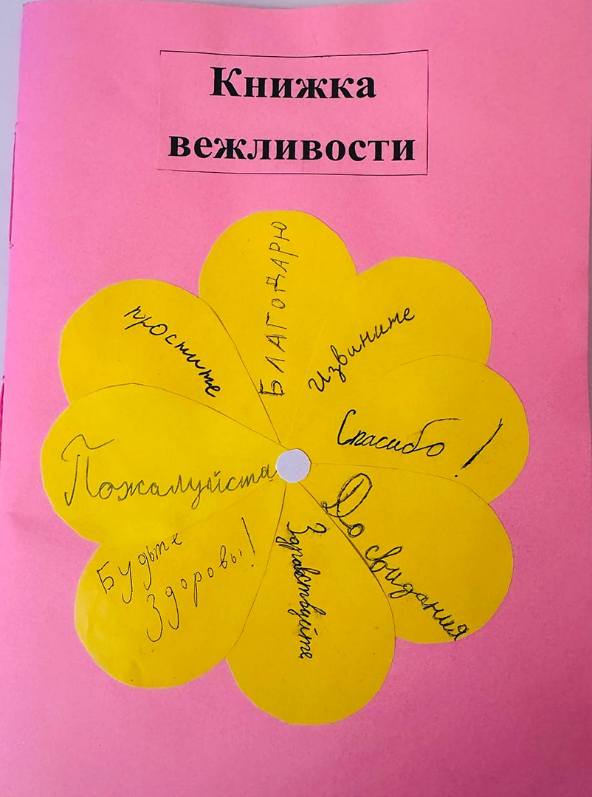 Книжка
вежливости
БЛАГОДАРЮ
Извините
Спасибо!
До свидания
Здравствуйте
Будьте
Здоровы!
Пожалуйста
простите